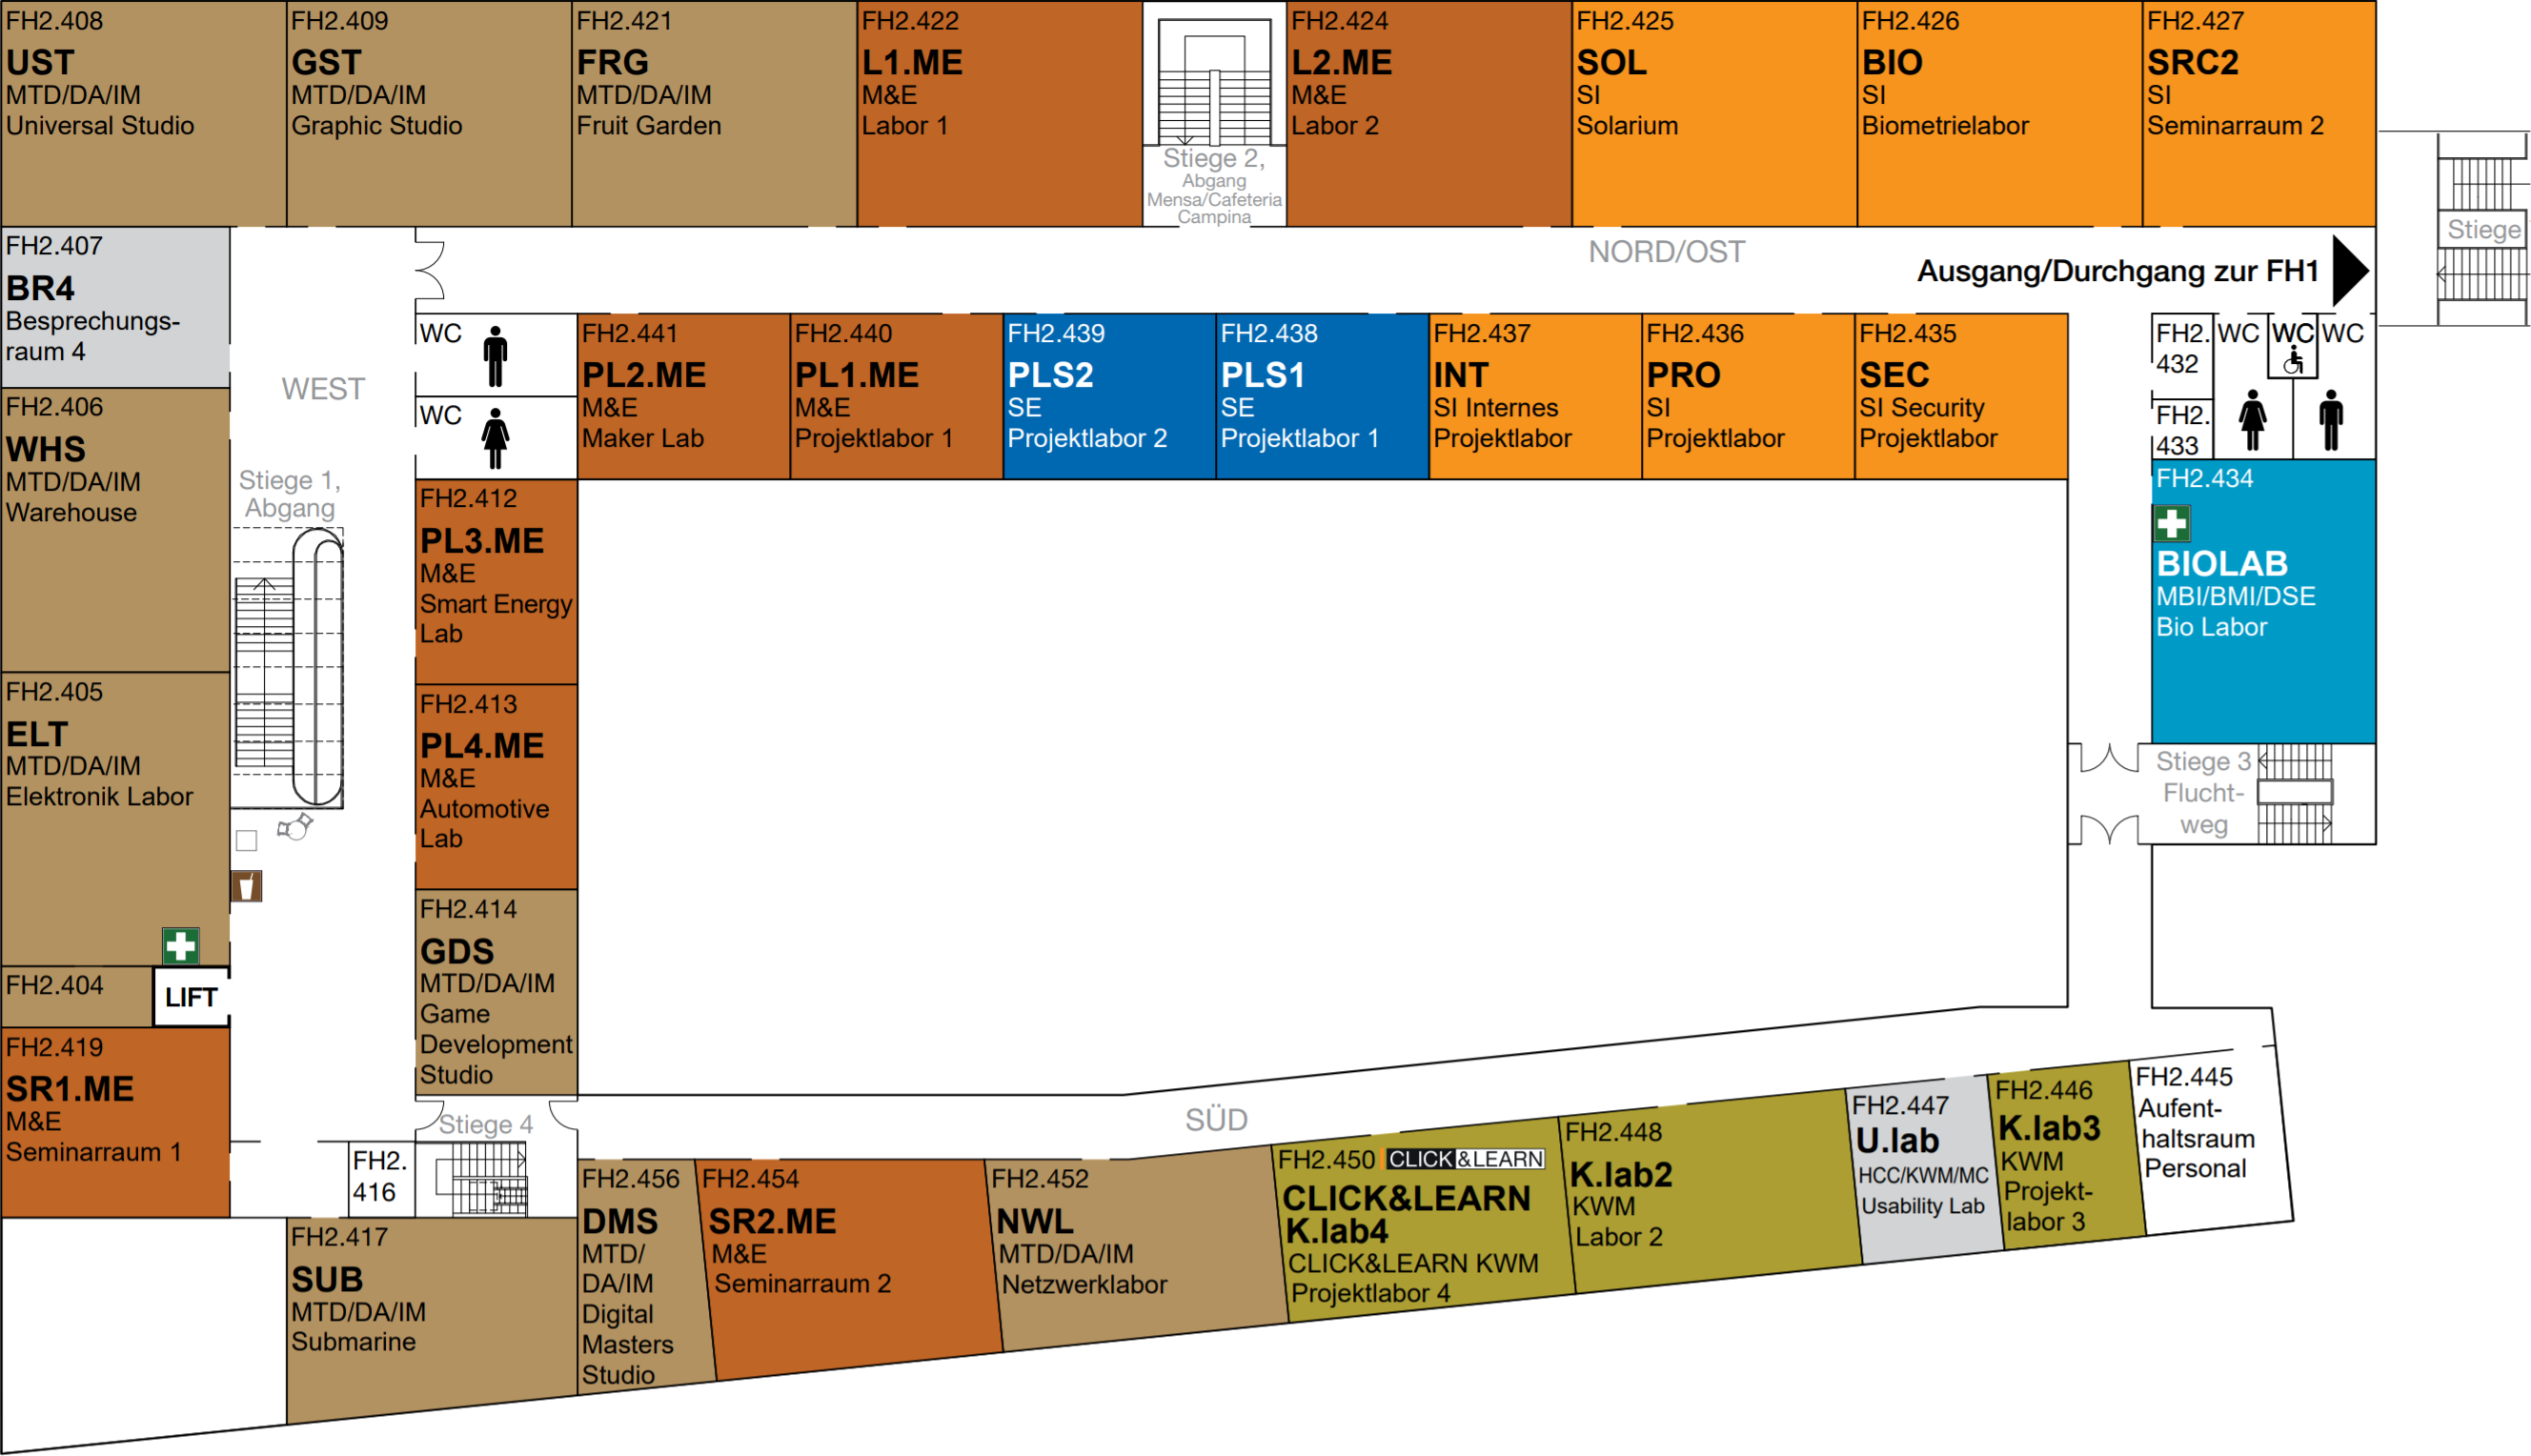 FH2.408
UST
MTD/DA/IM
Universal Studio
FH2.409
GST
MTD/DA/IM
Graphic Studio
FH2.421
FRG
MTD/DA/IM
Fruit Garden
FH2.422
L1.ME
M&E
Labor 1
Stiege 2,
Abgang
Mensa/Cafeteria
Campina
FH2.424
L2.ME
M&E
Labor 2
FH2.425
SOL
SI
Solarium
FH2.426
BIO
SI
Biometrielabor
FH2.427
SRC2
SI
Seminarraum 2
Stiege
NORD/OST
Ausgang/Durchgang zur FH1
FH2.407
BR4
Besprechungs-
raum 4
WEST
WC
WC
FH2.441
PL2.ME
M&E
Maker Lab
FH2.440
PL1.ME
M&E
Projektlabor 1
FH2.439
PLS2
SE
Projektlabor 2
FH2.438
PLS1
SE
Projektlabor 1
FH2.437
INT
SI Internes
Projektlabor
FH2.436
PRO
SI
Projektlabor
FH2.435
SEC
SI Security
Projektlabor
FH2.
432
WC
WC
WC
FH2.
433
FH2.434
BIOLAB
MBI/BMI/DSE
Bio Labor
FH2.406
WHS
MTD/DA/IM
Warehouse
Stiege 1,
Abgang
FH2.412
PL3.ME
M&E
Smart Energy
Lab
FH2.405
ELT
MTD/DA/IM
Elektronik Labor
FH2.413
PL4.ME
M&E
Automotive
Lab
Stiege 3
Flucht-
weg
FH2.414
GDS
MTD/DA/IM
Game
Development
Studio
FH2.404
LIFT
FH2.419
SR1.ME
M&E
Seminarraum 1
Stiege 4
FH2.
416
SÜD
FH2.417
SUB
MTD/DA/IM
Submarine
FH2.456
DMS
MTD/
DA/IM
Digital
Masters
Studio
FH2.454
SR2.ME
M&E
Seminarraum 2
FH2.452
NWL
MTD/DA/IM
Netzwerklabor
FH2.450 CLICK&LEARN
CLICK&LEARN
K.lab4
CLICK&LEARN KWM
Projektlabor 4
FH2.448
K.lab2
KWM
Labor 2
FH2.447
U.lab
HCC/KWM/MC
Usability Lab
FH2.446
K.lab3
KWM
Projekt-
labor 3
FH2.445
Aufent-
haltsraum
Personal